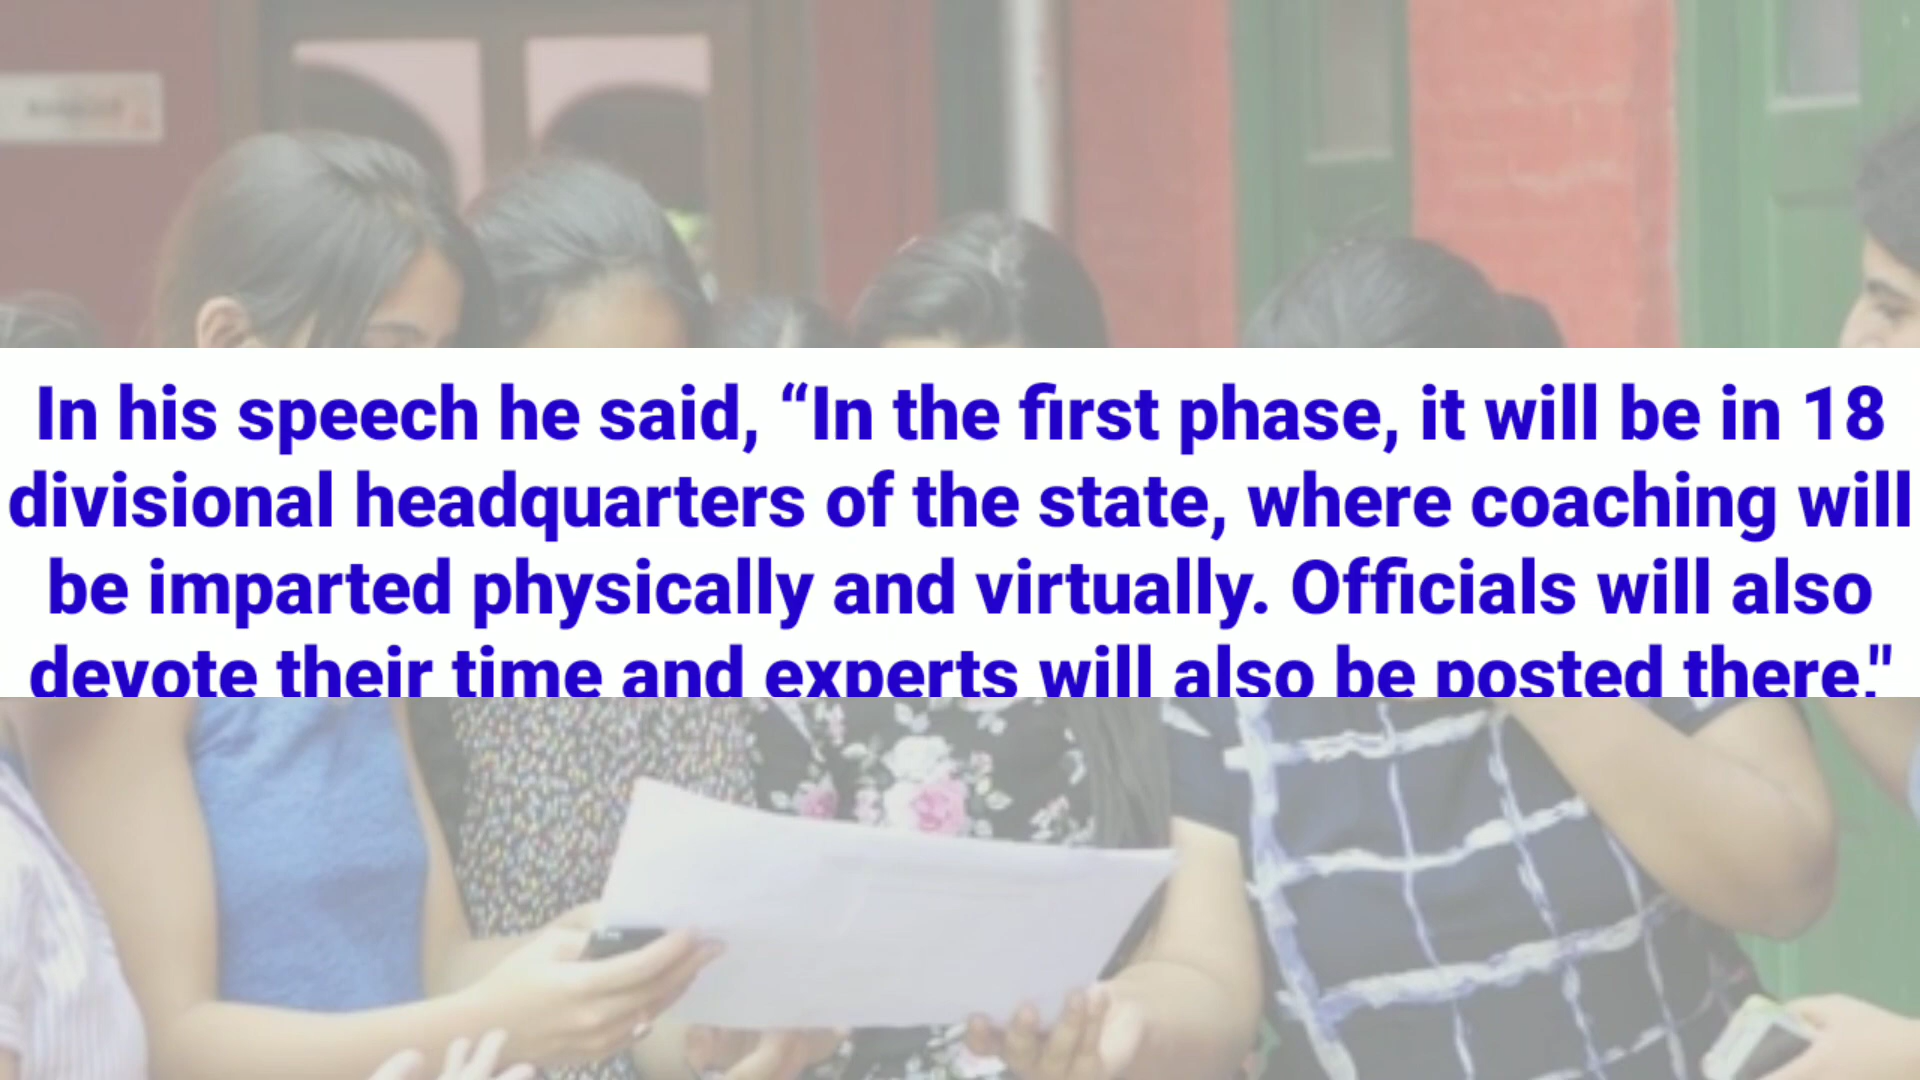 In his speech he said, “In the first phase, it will be in 18
divisional headquarters of the state, where coaching will
be imparted physically and virtually. Officials will also
devote their time and experts will also be posted there."